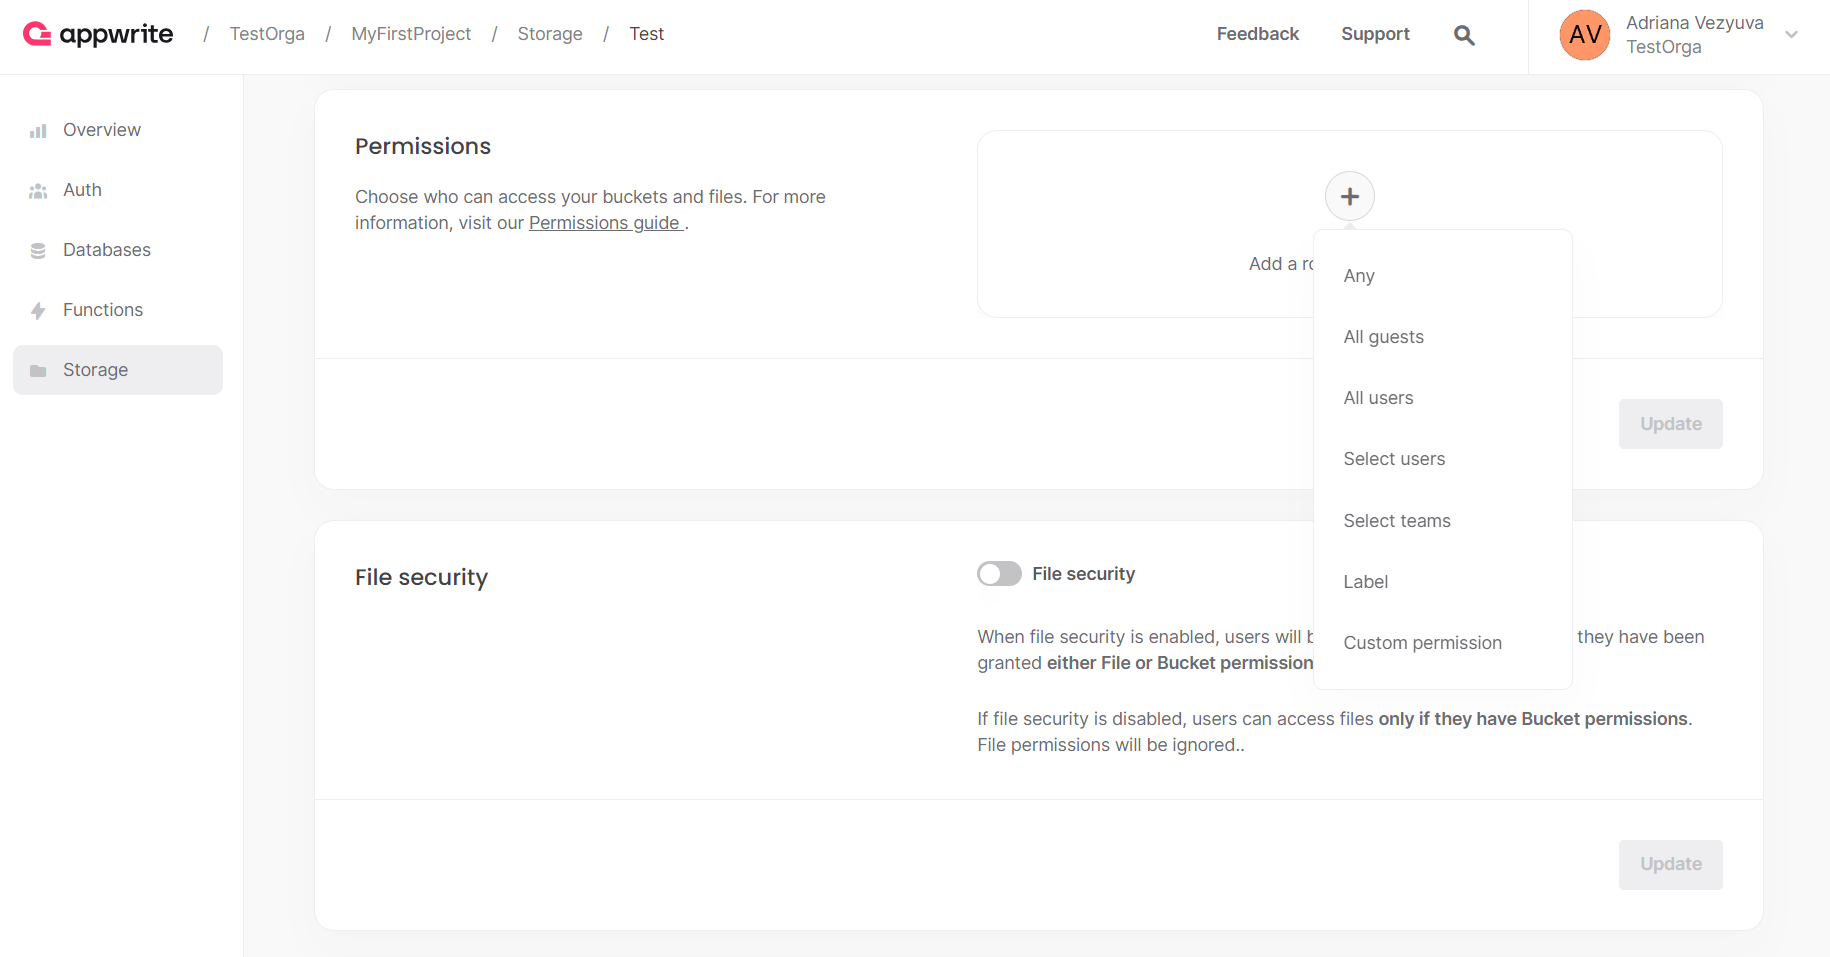 appwrite / TestOrga / MyFirstProject / Storage / Test
Feedback Support
AV
Adriana Vezyuva
TestOrga
Overview
Auth
Databases
Functions
Storage
Permissions
Choose who can access your buckets and files. For more
information, visit our Permissions guide .
Add a
Any
All guests
All users
Select users
Select teams
Label
Custom permission
Update
File security
File security
When file security is enabled, users will they have been
granted either File or Bucket permission
If file security is disabled, users can access files only if they have Bucket permissions.
File permissions will be ignored..
Update